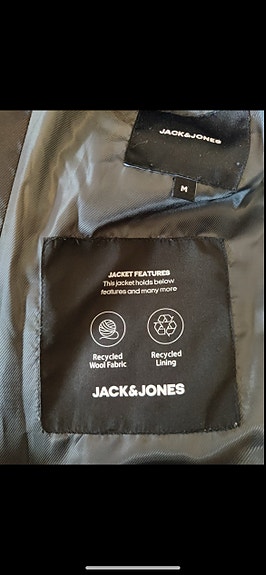 JACK&JONES
M
JACKET FEATURES
This jacket holds below
features and many more
Recycled
Wool Fabric
Recycled
Lining
JACK&JONES